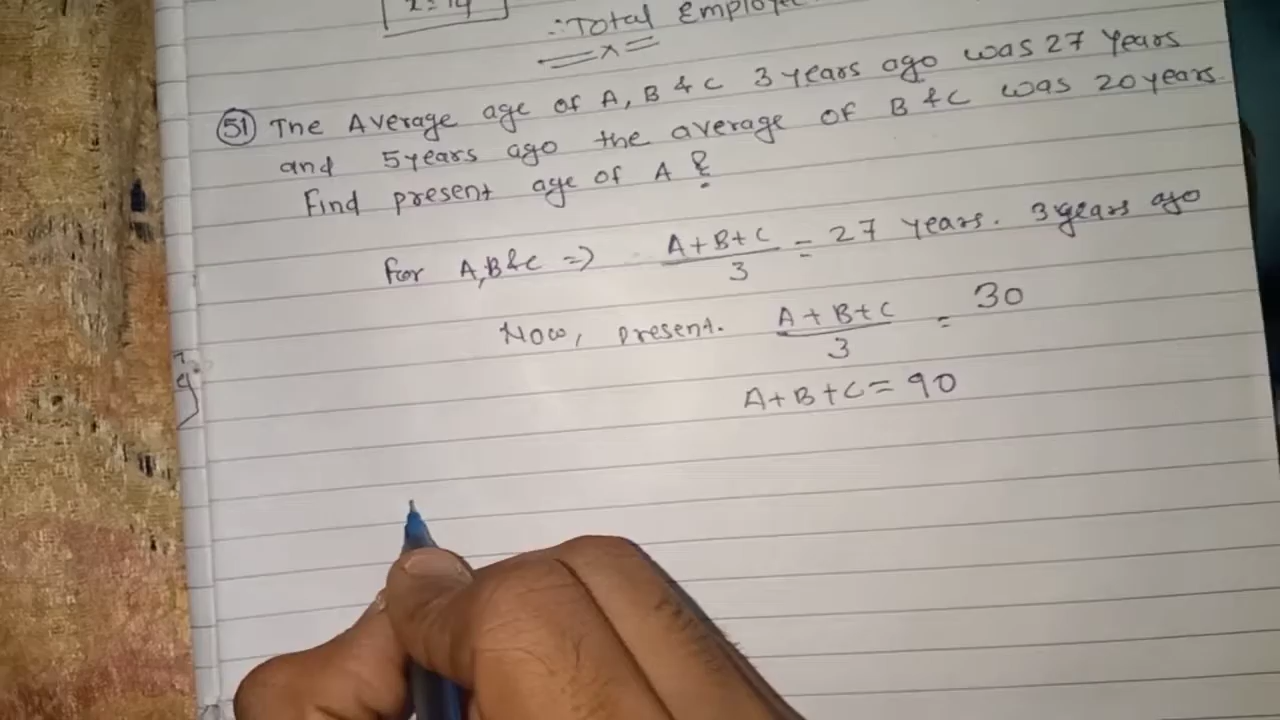 x = 14
∴ Total Employe
= x =
51 The Average age of A, B & C 3 years ago was 27 Years
and 5 years ago the average of B & C was 20 years.
Find present age of A ?
For A,B&C => A+B+C / 3 = 27 Years. 3 years ago
Now, present. A+B+C / 3 = 30
A+B+C = 90